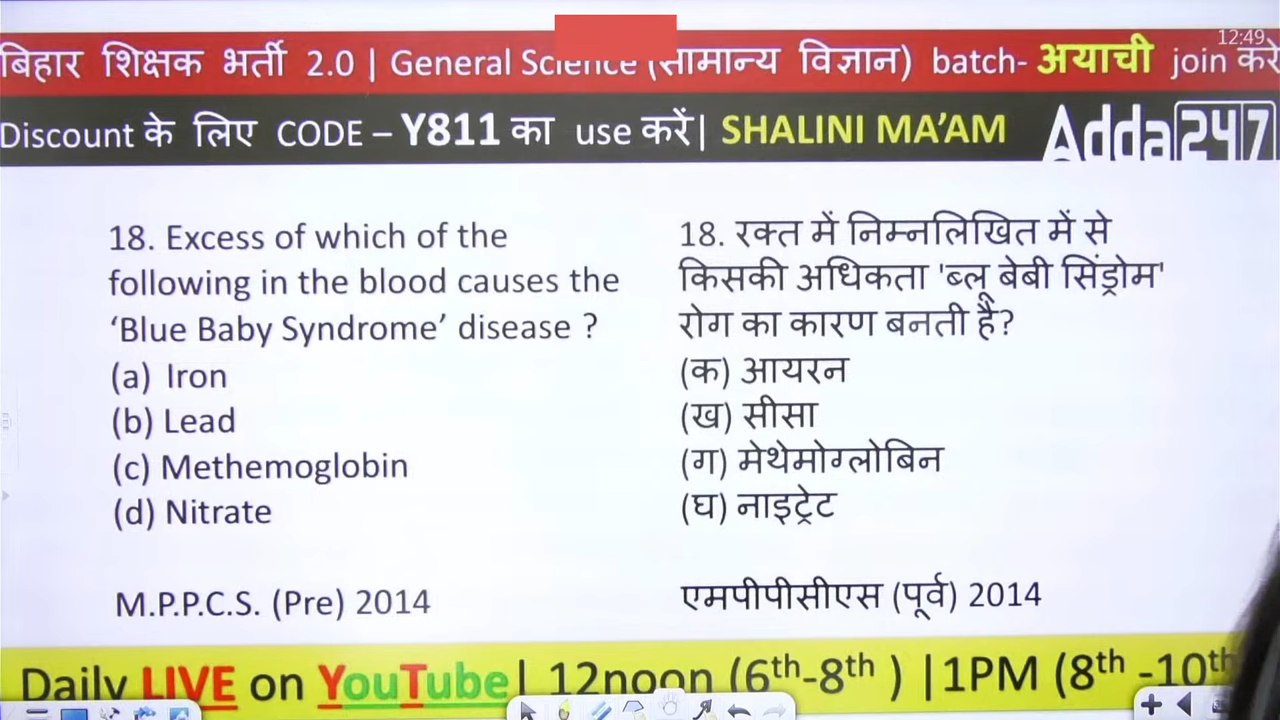 12:49
बिहार शिक्षक भर्ती 2.0 | General Science (सामान्य विज्ञान) batch- अयाची join करे
Discount के लिए CODE – Y811 का use करें| SHALINI MA'AM Adda247
18. Excess of which of the
following in the blood causes the
‘Blue Baby Syndrome’ disease ?
(a) Iron
(b) Lead
(c) Methemoglobin
(d) Nitrate
M.P.P.C.S. (Pre) 2014
18. रक्त में निम्नलिखित में से
किसकी अधिकता 'ब्लू बेबी सिंड्रोम'
रोग का कारण बनती है?
(क) आयरन
(ख) सीसा
(ग) मेथेमोग्लोबिन
(घ) नाइट्रेट
एमपीपीसीएस (पूर्व) 2014
Daily LIVE on YouTube| 12noon (6th-8th ) |1PM (8th -10th